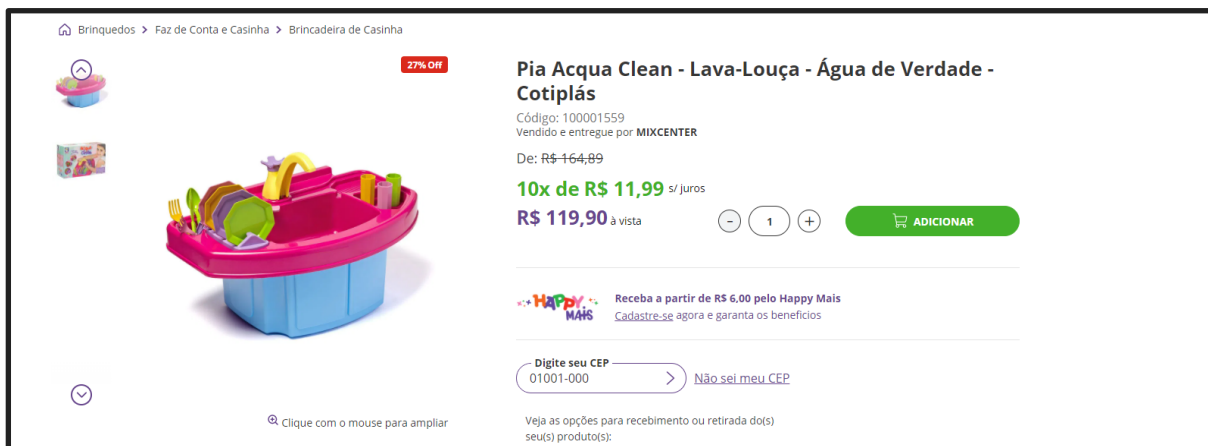 Brinquedos > Faz de Conta e Casinha > Brincadeira de Casinha
27% Off
Pia Acqua Clean - Lava-Louça - Água de Verdade -
Cotiplás
Código: 100001559
Vendido e entregue por MIXCENTER
De: R$ 164,89
10x de R$ 11,99 s/ juros
R$ 119,90 à vista
- 1 +
ADICIONAR
HAPPY
MAIS
Receba a partir de R$ 6,00 pelo Happy Mais
Cadastre-se agora e garanta os beneficios
Digite seu CEP
01001-000
Não sei meu CEP
Clique com o mouse para ampliar
Veja as opções para recebimento ou retirada do(s)
seu(s) produto(s):